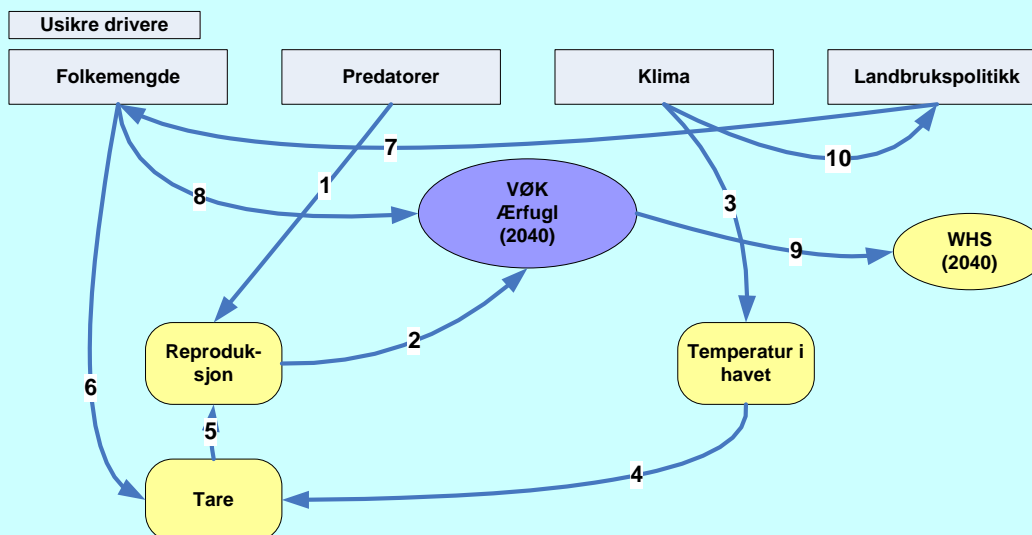 Usikre drivere
Folkemengde
Predatorer
Klima
Landbrukspolitikk
7
10
1
8
3
VØK
Ærfugl
(2040)
9
WHS
(2040)
2
Reproduk-
sjon
Temperatur i
havet
6
5
4
Tare